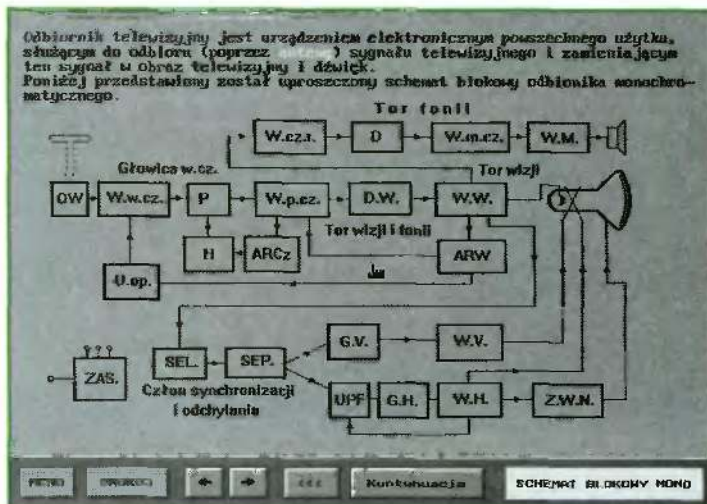 Odbiornik telewizyjny jest urządzeniem elektronicznym powszechnego użytku,
służącym do odbioru (poprzez antenę) sygnału telewizyjnego i zamieniającym
ten sygnał w obraz telewizyjny i dźwięk.
Poniżej przedstawiony został uproszczony schemat blokowy odbionika monochro-
matycznego.
Tor fonii
W.cz.r. D W.m.cz. W.M.
Głowica w.cz. Tor wizji
OW W.w.cz. P W.p.cz. D.W. W.W.
Tor wizji i fonii
H ARCz ARW
U.op.
G.V. W.V.
SEL. SEP.
ZAS.
Człon synchronizacji
i odchylania
UPF G.H. W.H. Z.W.N.
Kontynuacja SCHEMAT BLOKOWY MONO